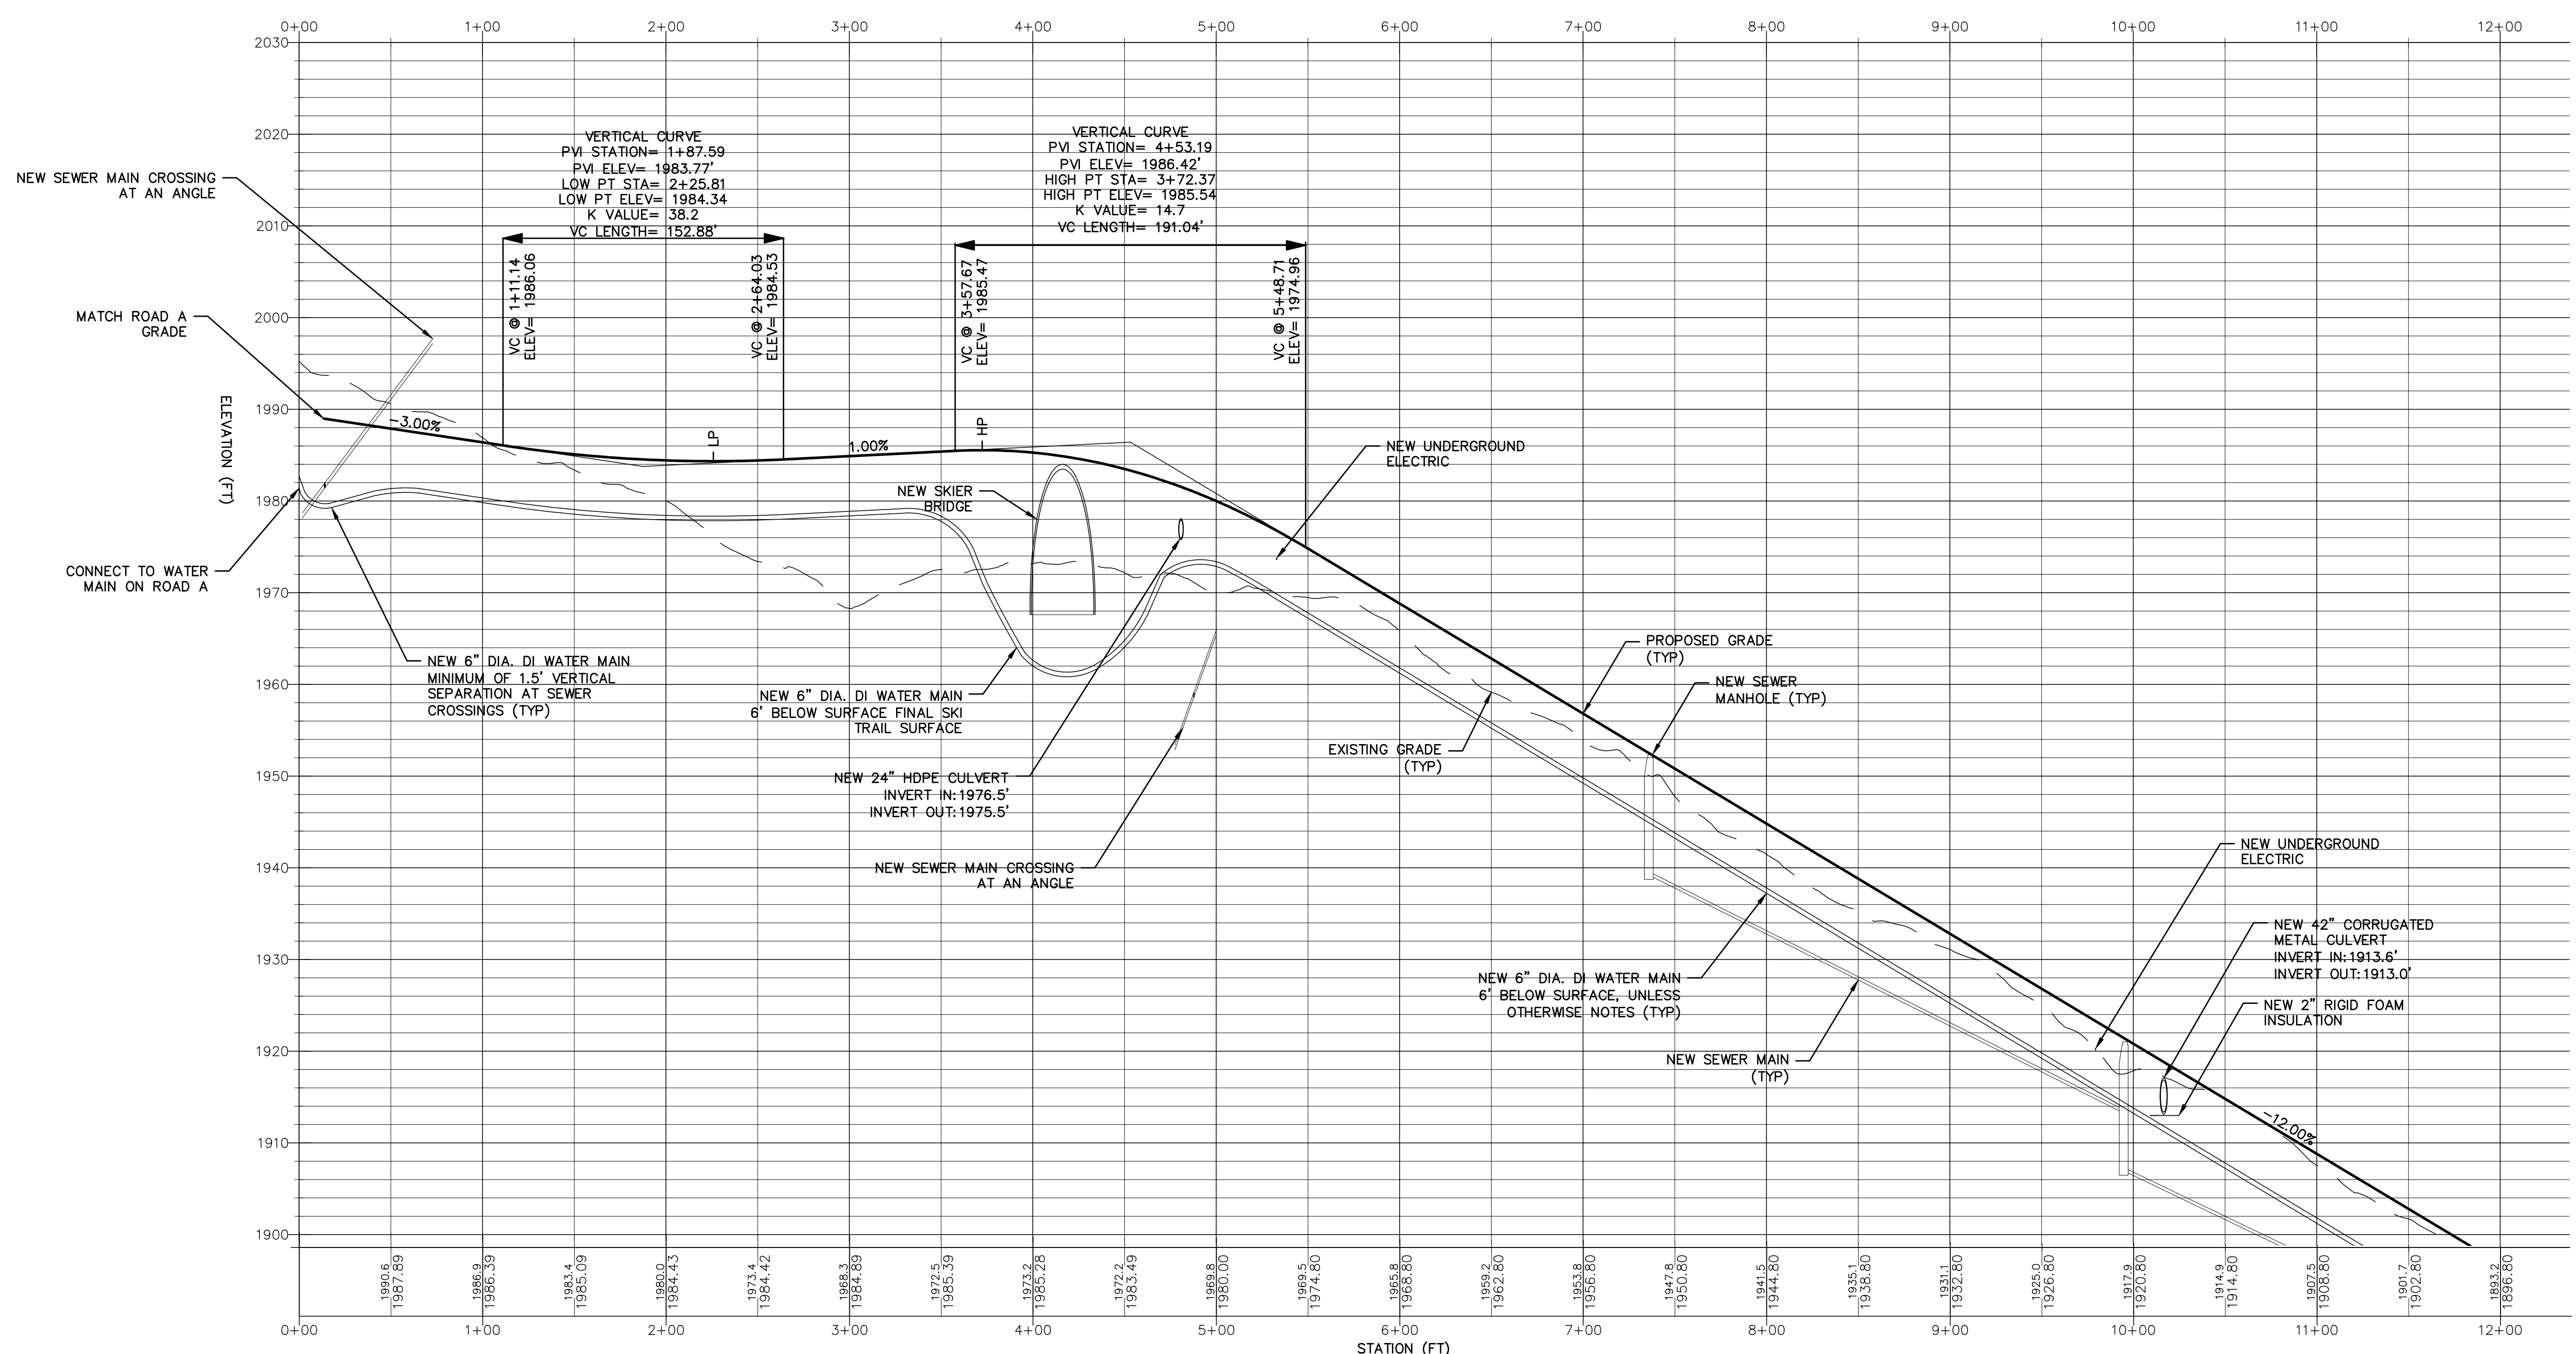 0+00 1+00 2+00 3+00 4+00 5+00 6+00 7+00 8+00 9+00 10+00 11+00 12+00
2030
2020
2010
2000
1990
1980
1970
1960
1950
1940
1930
1920
1910
1900
ELEVATION (FT)
NEW SEWER MAIN CROSSING
AT AN ANGLE
MATCH ROAD A
GRADE
CONNECT TO WATER
MAIN ON ROAD A
VERTICAL CURVE
PVI STATION= 1+87.59
PVI ELEV= 1983.77'
LOW PT STA= 2+25.81
LOW PT ELEV= 1984.34
K VALUE= 38.2
VC LENGTH= 152.88'
VC @ 1+11.14
ELEV= 1986.06
VC @ 2+64.03
ELEV= 1984.53
VERTICAL CURVE
PVI STATION= 4+53.19
PVI ELEV= 1986.42'
HIGH PT STA= 3+72.37
HIGH PT ELEV= 1985.54
K VALUE= 14.7
VC LENGTH= 191.04'
VC @ 3+57.67
ELEV= 1985.47
VC @ 5+48.71
ELEV= 1974.96
-3.00%
LP
1.00%
HP
NEW UNDERGROUND
ELECTRIC
NEW SKIER
BRIDGE
NEW 6" DIA. DI WATER MAIN
MINIMUM OF 1.5' VERTICAL
SEPARATION AT SEWER
CROSSINGS (TYP)
NEW 6" DIA. DI WATER MAIN
6' BELOW SURFACE FINAL SKI
TRAIL SURFACE
NEW 24" HDPE CULVERT
INVERT IN:1976.5'
INVERT OUT:1975.5'
NEW SEWER MAIN CROSSING
AT AN ANGLE
PROPOSED GRADE
(TYP)
NEW SEWER
MANHOLE (TYP)
EXISTING GRADE
(TYP)
NEW 6" DIA. DI WATER MAIN
6' BELOW SURFACE, UNLESS
OTHERWISE NOTES (TYP)
NEW SEWER MAIN
(TYP)
NEW UNDERGROUND
ELECTRIC
NEW 42" CORRUGATED
METAL CULVERT
INVERT IN:1913.6'
INVERT OUT:1913.0'
NEW 2" RIGID FOAM
INSULATION
-12.00%
1990.6
1987.89
1986.9
1986.39
1983.4
1985.09
1980.0
1984.43
1973.4
1984.42
1968.3
1984.89
1972.5
1985.39
1973.2
1985.28
1972.2
1983.49
1969.8
1980.00
1969.5
1974.80
1965.8
1968.80
1959.2
1962.80
1953.8
1956.80
1947.8
1950.80
1941.5
1944.80
1935.1
1938.80
1931.1
1932.80
1925.0
1926.80
1917.9
1920.80
1914.9
1914.80
1907.5
1908.80
1901.7
1902.80
1893.2
1896.80
0+00 1+00 2+00 3+00 4+00 5+00 6+00 7+00 8+00 9+00 10+00 11+00 12+00
STATION (FT)